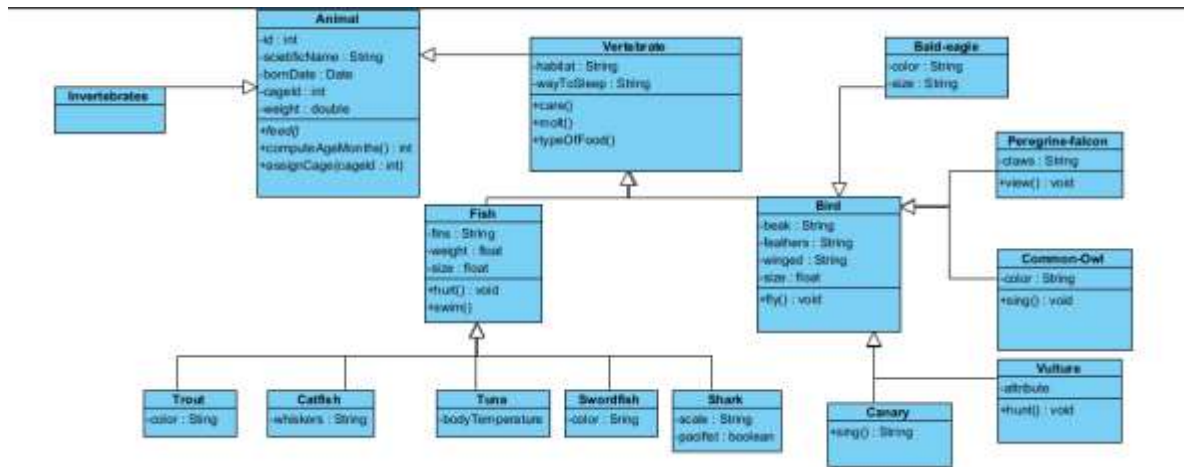 Animal
-id : int
-scietificName : String
-bornDate : Date
-cageId : int
-weight : double
+feed()
+computeAgeMonths() : int
+assignCage(cageId : int)
Invertebrates
Vertebrate
-habitat : String
-wayToSleep : String
+care()
+molt()
+typeOfFood()
Bald-eagle
-color : String
-size : String
Peregrine-falcon
-claws : String
+view() : void
Fish
-fins : String
-weight : float
-size : float
: void
+swim()
Bird
-beak : String
-feathers : String
-winged : String
-size : float
+fly() : void
Common-Owl
-color : String
+sing() : void
Trout
-color : Sting
Catfish
-whiskers : String
Tuna
-bodyTemperature
Swordfish
-color : Sring
Shark
-scale : String
-pacifist : boolean
Canary
+sing() : String
Vulture
-attribute
+hunt() : void